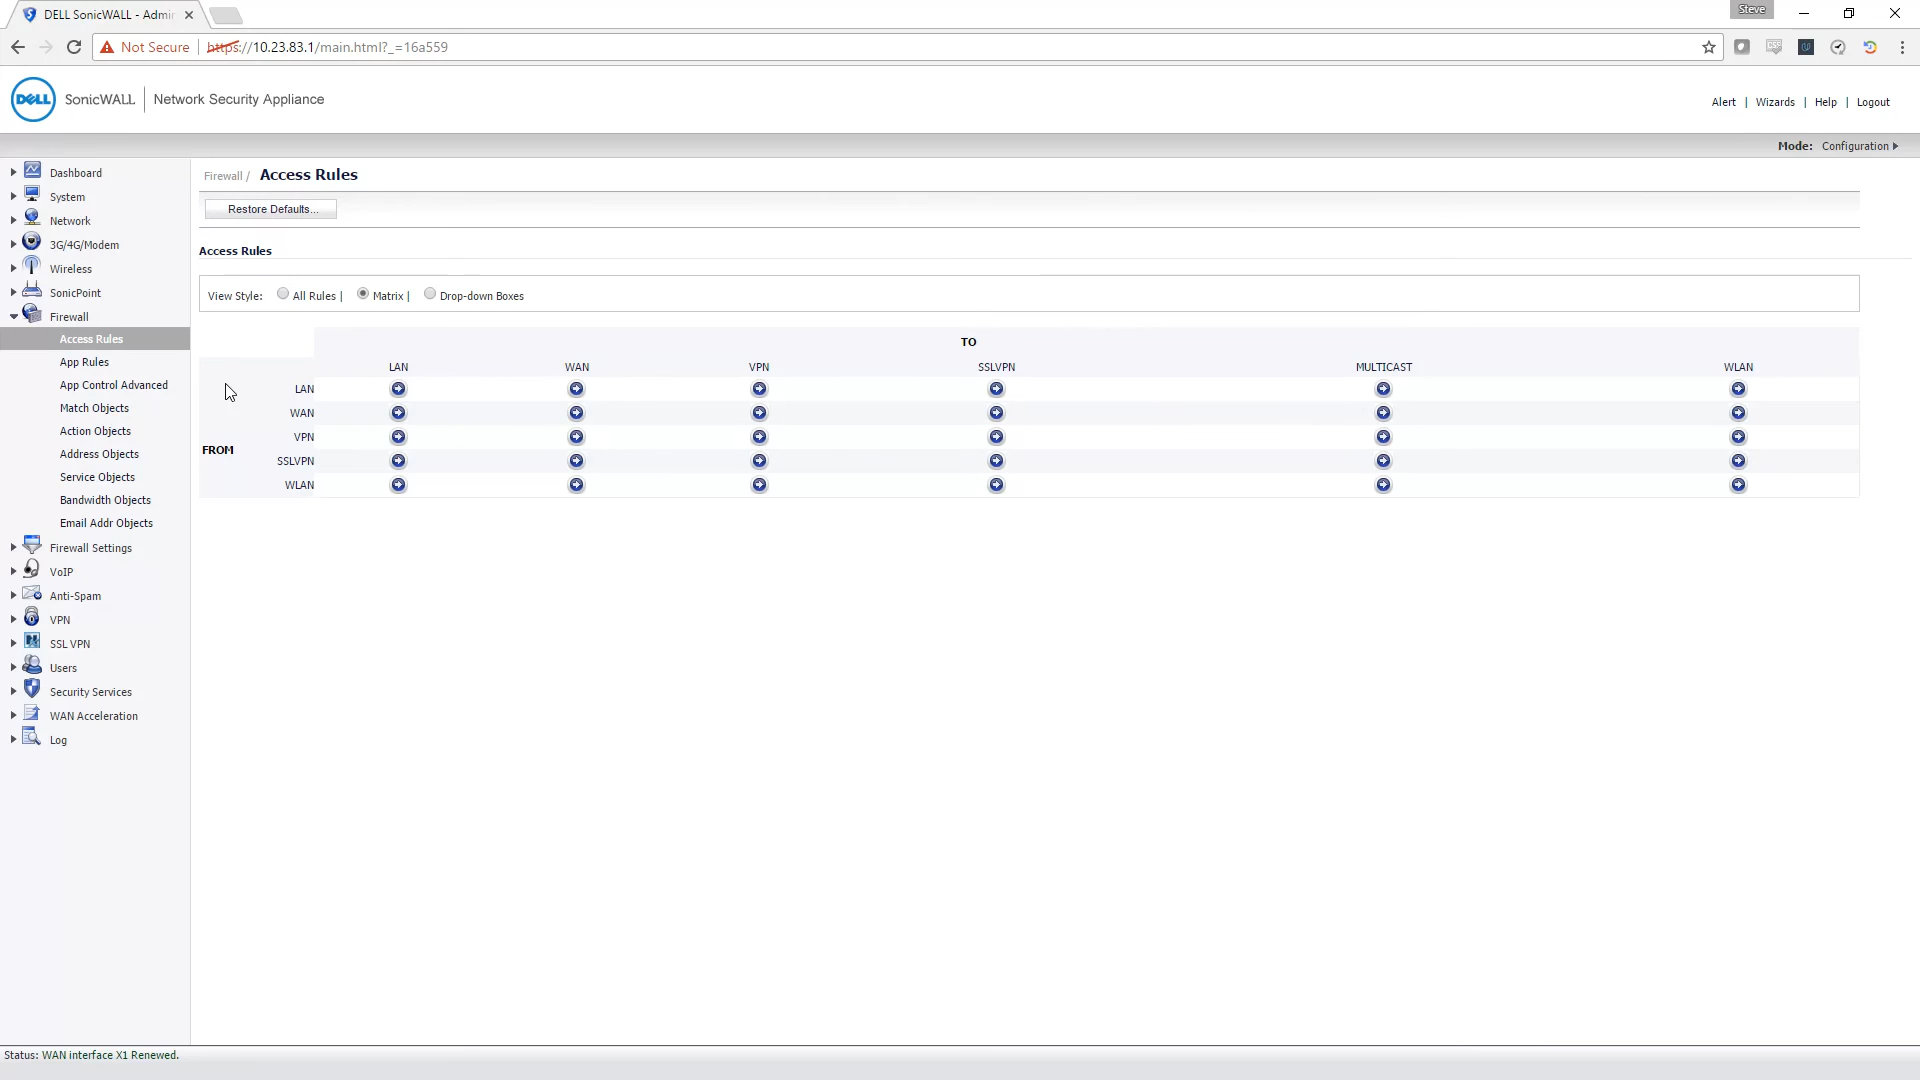 DELL SonicWALL - Admi
Steve
Not Secure
https://10.23.83.1/main.html?_=16a559
DELL SonicWALL Network Security Appliance
Alert | Wizards | Help | Logout
Mode: Configuration
Dashboard
System
Network
3G/4G/Modem
Wireless
SonicPoint
Firewall
Access Rules
App Rules
App Control Advanced
Match Objects
Action Objects
Address Objects
Service Objects
Bandwidth Objects
Email Addr Objects
Firewall Settings
VoIP
Anti-Spam
VPN
SSL VPN
Users
Security Services
WAN Acceleration
Log
Firewall / Access Rules
Restore Defaults...
Access Rules
View Style: All Rules | Matrix | Drop-down Boxes
TO
LAN WAN VPN SSLVPN MULTICAST WLAN
FROM
LAN
WAN
VPN
SSLVPN
WLAN
Status: WAN interface X1 Renewed.